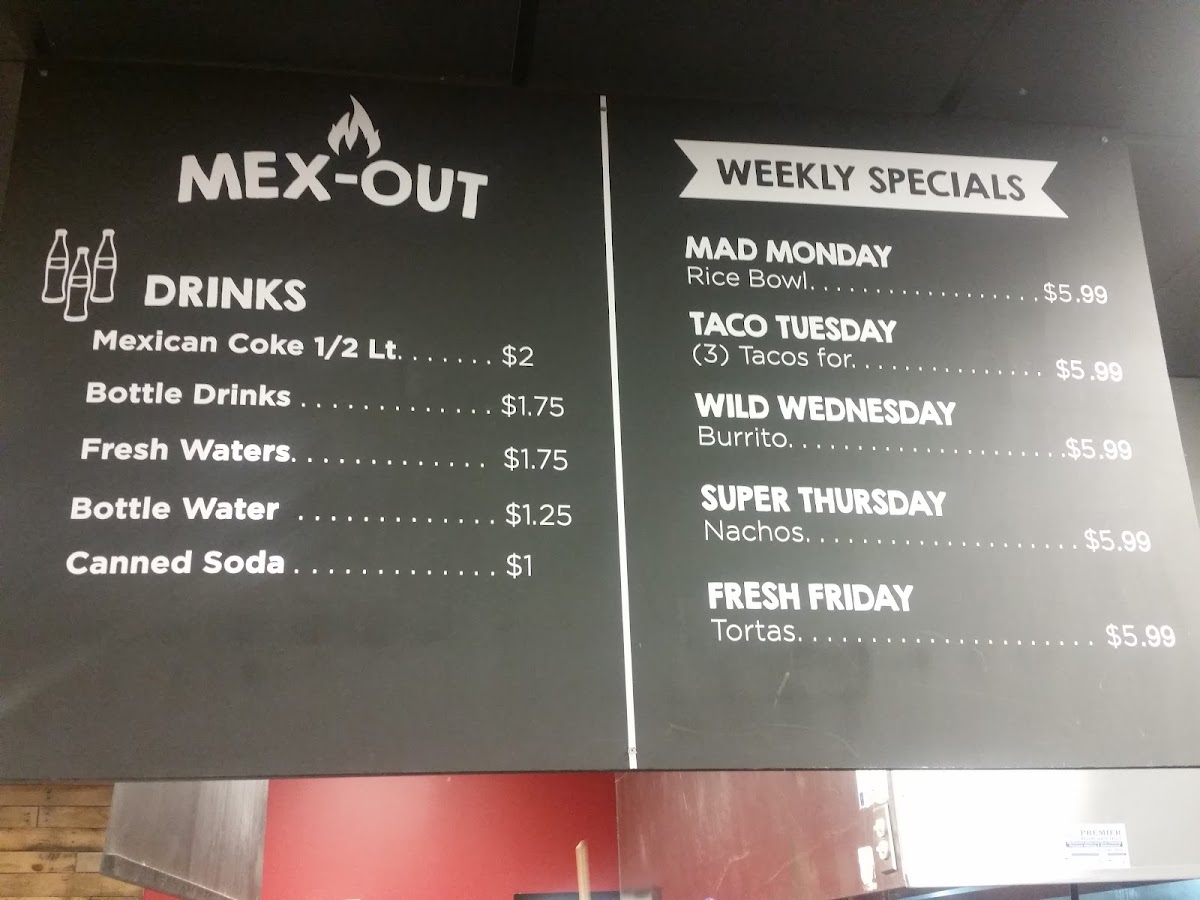 MEX-OUT
DRINKS
Mexican Coke 1/2 Lt....... $2
Bottle Drinks ............. $1.75
Fresh Waters............. $1.75
Bottle Water ............. $1.25
Canned Soda ............. $1
WEEKLY SPECIALS
MAD MONDAY
Rice Bowl.................. $5.99
TACO TUESDAY
(3) Tacos for............... $5.99
WILD WEDNESDAY
Burrito..................... $5.99
SUPER THURSDAY
Nachos.................... $5.99
FRESH FRIDAY
Tortas..................... $5.99
PREMIER